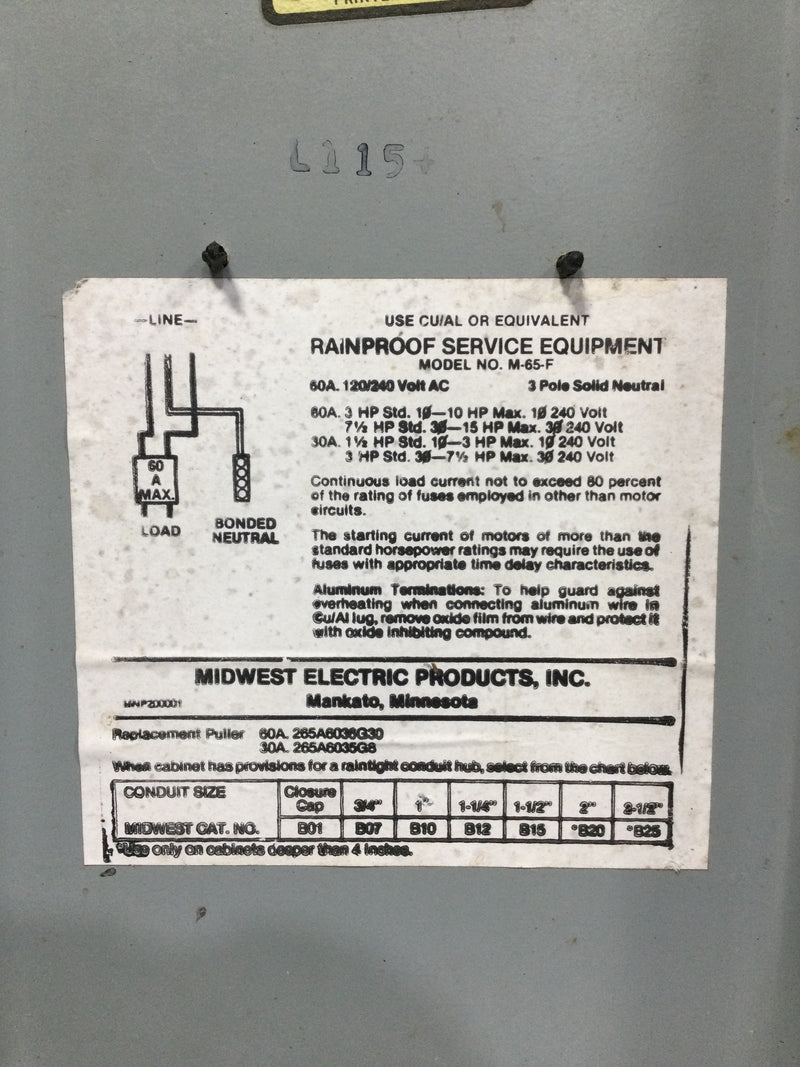 L115
—LINE—
60
A
MAX.
LOAD
BONDED
NEUTRAL
USE CU/AL OR EQUIVALENT
RAINPROOF SERVICE EQUIPMENT
MODEL NO. M-65-F
60A. 120/240 Volt AC 3 Pole Solid Neutral
60A. 3 HP Std. 1Ø—10 HP Max. 1Ø 240 Volt
7½ HP Std. 3Ø—15 HP Max. 3Ø 240 Volt
30A. 1½ HP Std. 1Ø—3 HP Max. 1Ø 240 Volt
3 HP Std. 3Ø—7½ HP Max. 3Ø 240 Volt
Continuous load current not to exceed 80 percent
of the rating of fuses employed in other than motor
circuits.
The starting current of motors of more than the
standard horsepower ratings may require the use of
fuses with appropriate time delay characteristics.
Aluminum Terminations: To help guard against
overheating when connecting aluminum wire in
Cu/Al lug, remove oxide film from wire and protect it
with oxide inhibiting compound.
MIDWEST ELECTRIC PRODUCTS, INC.
Mankato, Minnesota
Replacement Puller 60A. 265A6036G30
30A. 265A6035G8
When cabinet has provisions for a raintight conduit hub, select from the chart below.
CONDUIT SIZE Closure Cap 3/4" 1" 1-1/4" 1-1/2" 2" 2-1/2"
MIDWEST CAT. NO. B01 B07 B10 B12 B15 *B20 *B25
*Use only on cabinets deeper than 4 inches.